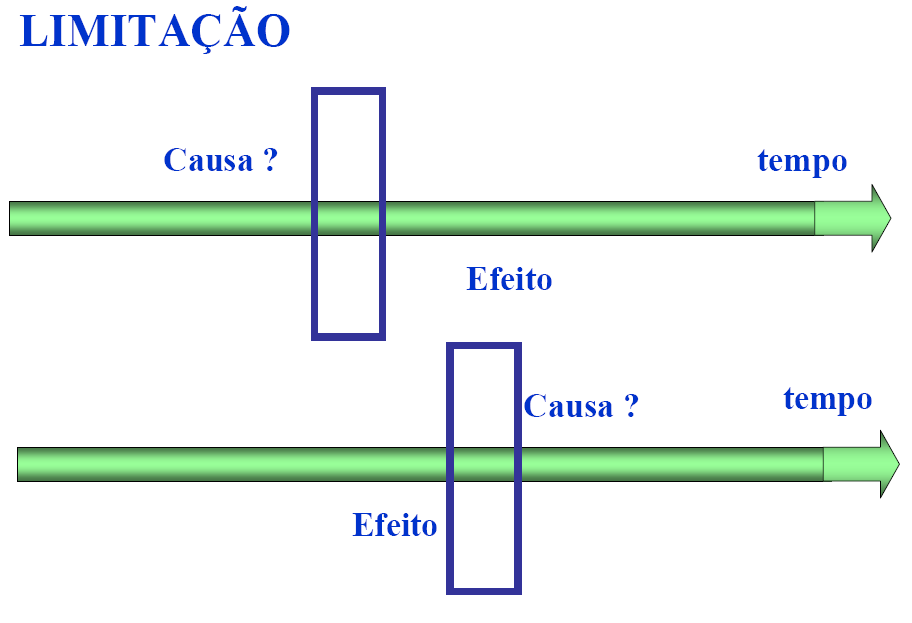 LIMITAÇÃO
Causa ?
tempo
Efeito
Causa ?
tempo
Efeito